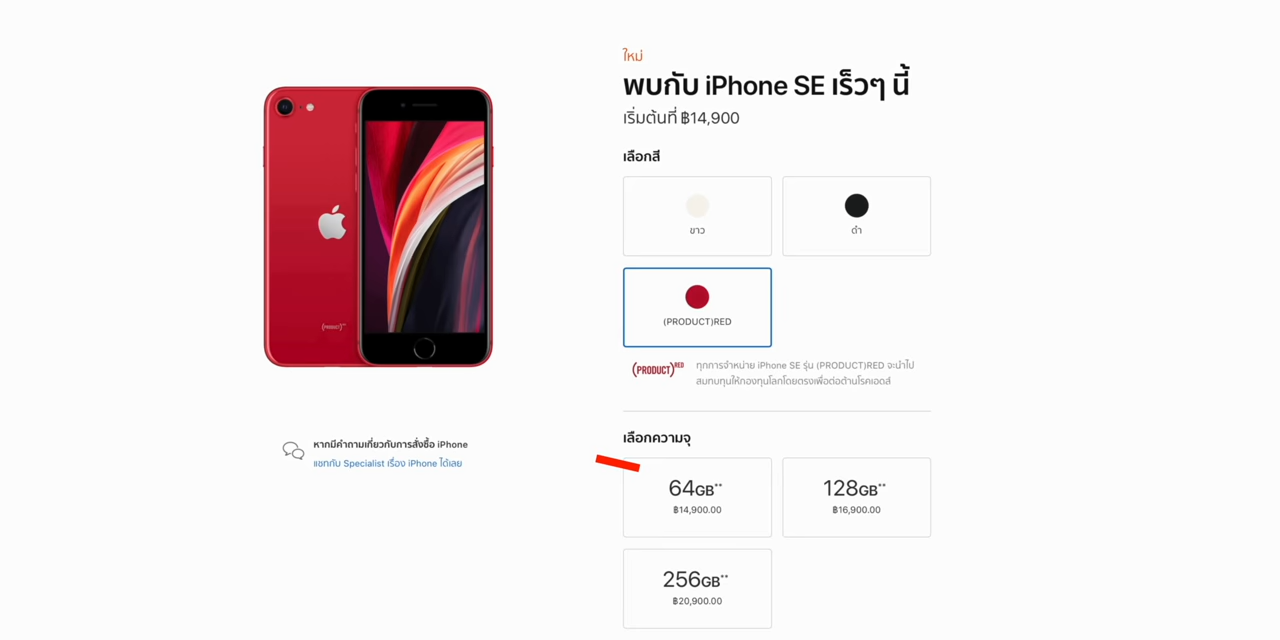 ใหม่
พบกับ iPhone SE เร็วๆ นี้
เริ่มต้นที่ ฿14,900
เลือกสี
ขาว
ดำ
(PRODUCT)RED
(PRODUCT)RED
ทุกการจำหน่าย iPhone SE รุ่น (PRODUCT)RED จะนำไป
สมทบทุนให้กองทุนโลกโดยตรงเพื่อต่อต้านโรคเอดส์
หากมีคำถามเกี่ยวกับการสั่งซื้อ iPhone
แชทกับ Specialist เรื่อง iPhone ได้เลย
เลือกความจุ
64GB**
฿14,900.00
128GB**
฿16,900.00
256GB**
฿20,900.00